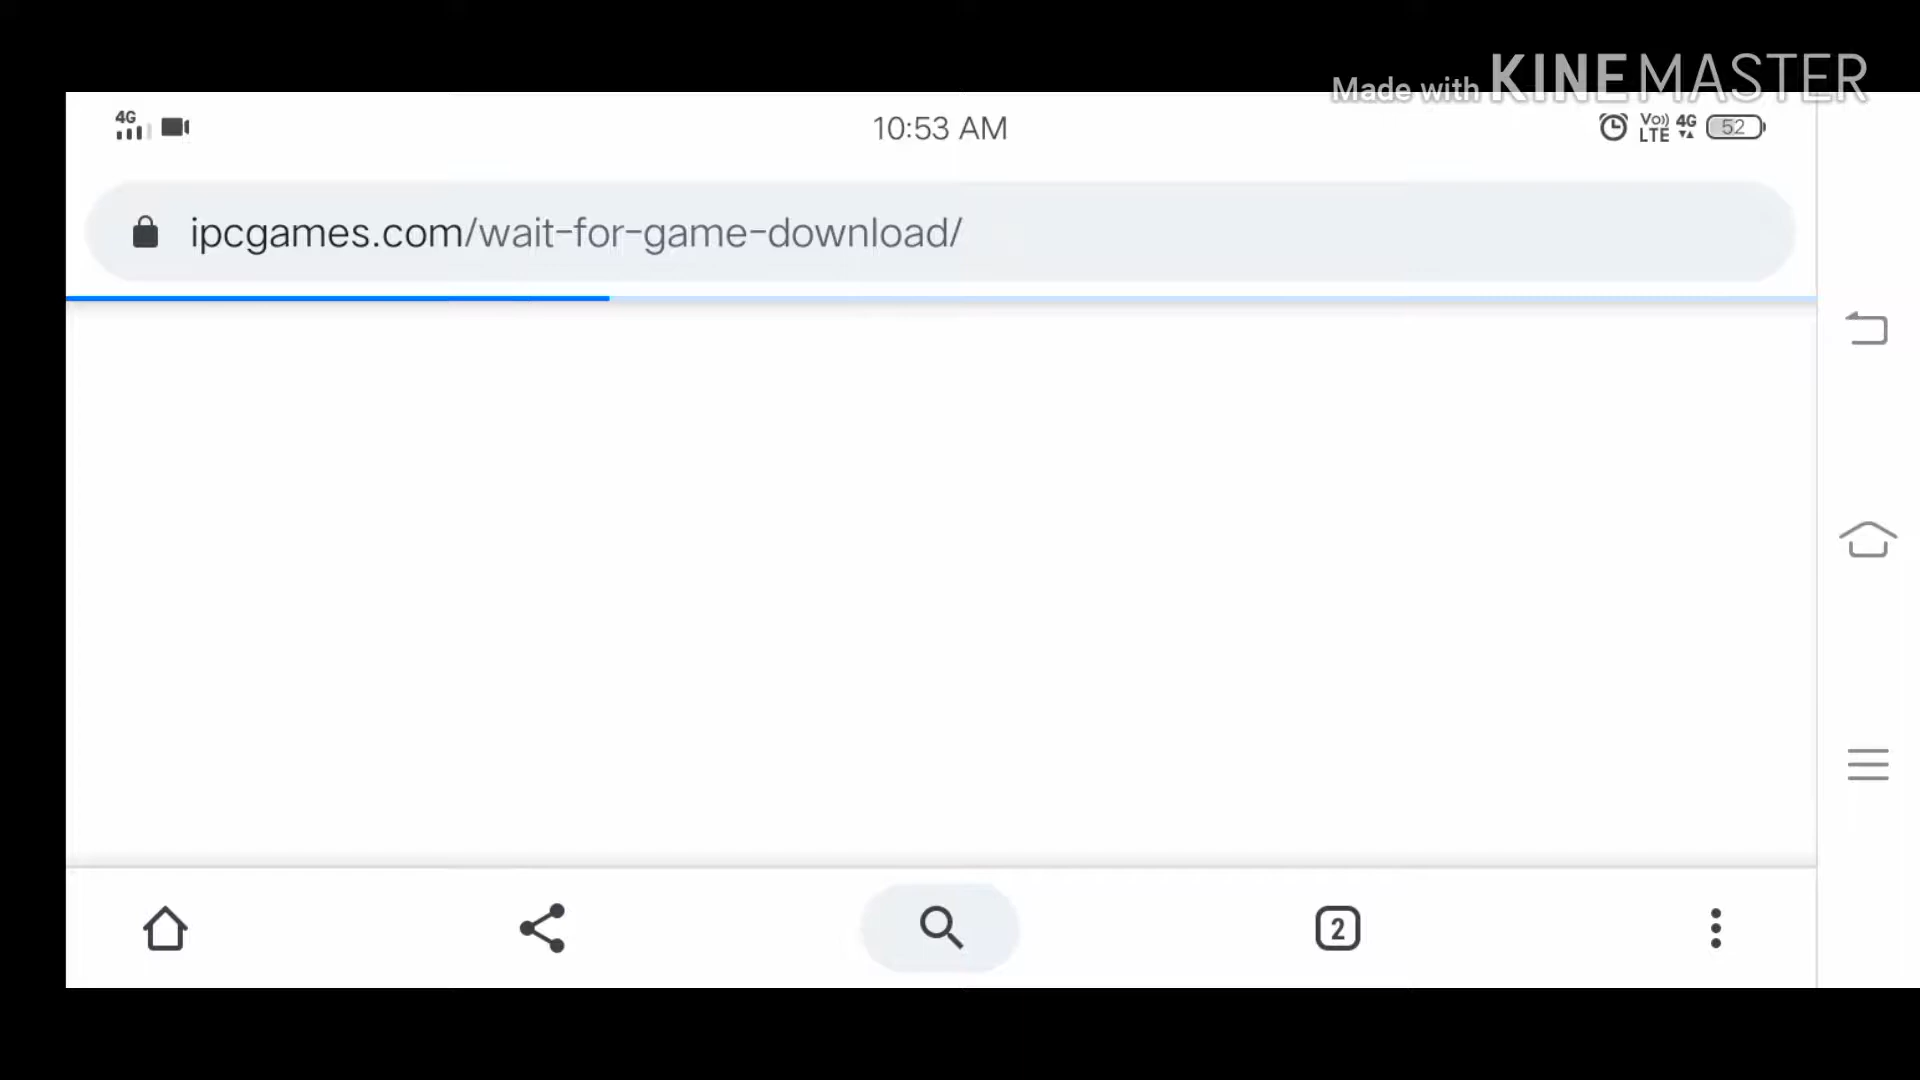 Made with KINEMASTER
4G
10:53 AM
Vo)) LTE 4G 52
ipcgames.com/wait-for-game-download/
2